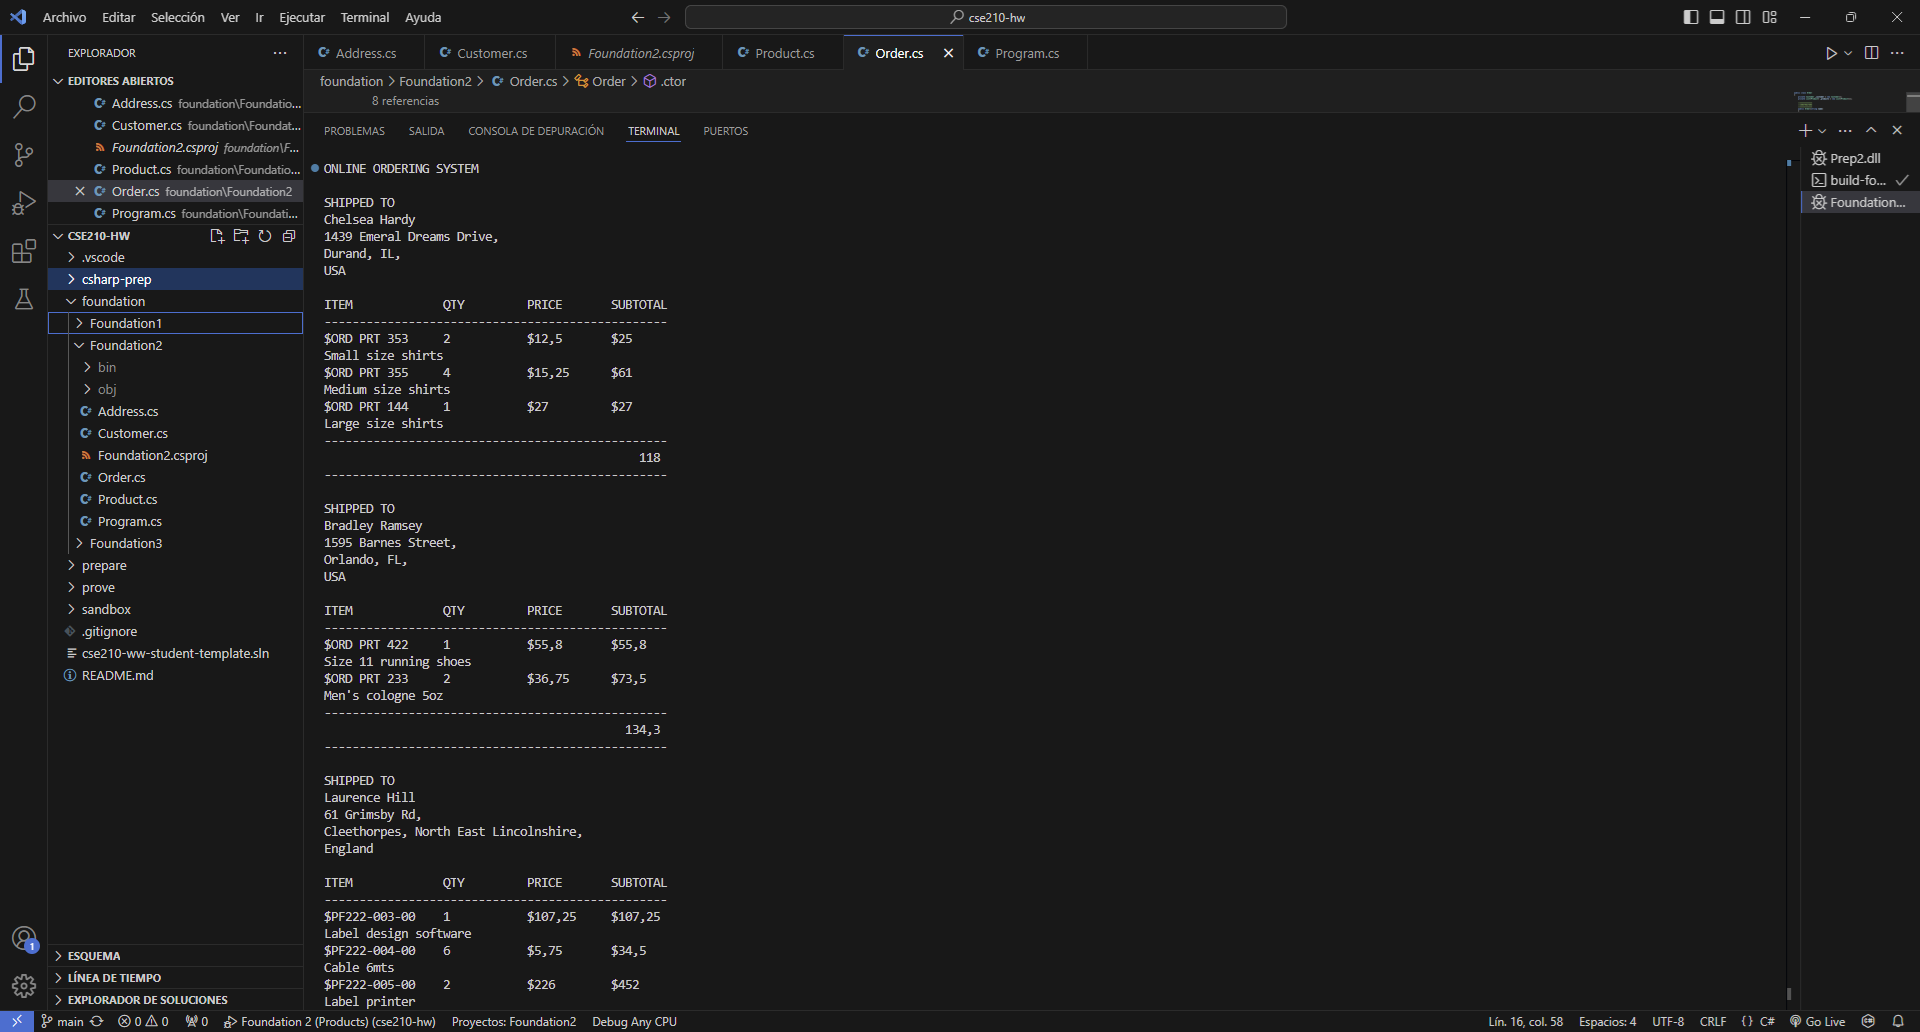 Archivo Editar Selección Ver Ir Ejecutar Terminal Ayuda
cse210-hw
EXPLORADOR
EDITORES ABIERTOS
Address.cs foundation\Foundatio...
Customer.cs foundation\Foundat...
Foundation2.csproj foundation\F...
Product.cs foundation\Foundatio...
Order.cs foundation\Foundation2
Program.cs foundation\Foundati...
CSE210-HW
.vscode
csharp-prep
foundation
Foundation1
Foundation2
bin
obj
Address.cs
Customer.cs
Foundation2.csproj
Order.cs
Product.cs
Program.cs
Foundation3
prepare
prove
sandbox
.gitignore
cse210-ww-student-template.sln
README.md
ESQUEMA
LÍNEA DE TIEMPO
EXPLORADOR DE SOLUCIONES
Address.cs Customer.cs Foundation2.csproj Product.cs Order.cs Program.cs
foundation > Foundation2 > Order.cs > Order > .ctor
8 referencias
PROBLEMAS SALIDA CONSOLA DE DEPURACIÓN TERMINAL PUERTOS
ONLINE ORDERING SYSTEM
SHIPPED TO
Chelsea Hardy
1439 Emeral Dreams Drive,
Durand, IL,
USA
ITEM QTY PRICE SUBTOTAL
-------------------------------------------------
$ORD PRT 353 2 $12,5 $25
Small size shirts
$ORD PRT 355 4 $15,25 $61
Medium size shirts
$ORD PRT 144 1 $27 $27
Large size shirts
-------------------------------------------------
118
-------------------------------------------------
SHIPPED TO
Bradley Ramsey
1595 Barnes Street,
Orlando, FL,
USA
ITEM QTY PRICE SUBTOTAL
-------------------------------------------------
$ORD PRT 422 1 $55,8 $55,8
Size 11 running shoes
$ORD PRT 233 2 $36,75 $73,5
Men's cologne 5oz
-------------------------------------------------
134,3
-------------------------------------------------
SHIPPED TO
Laurence Hill
61 Grimsby Rd,
Cleethorpes, North East Lincolnshire,
England
ITEM QTY PRICE SUBTOTAL
-------------------------------------------------
$PF222-003-00 1 $107,25 $107,25
Label design software
$PF222-004-00 6 $5,75 $34,5
Cable 6mts
$PF222-005-00 2 $226 $452
Label printer
Prep2.dll
build-fo...
Foundation...
1
main 0 0 0 Foundation 2 (Products) (cse210-hw) Proyectos: Foundation2 Debug Any CPU Lín. 16, col. 58 Espacios: 4 UTF-8 CRLF {} C# Go Live